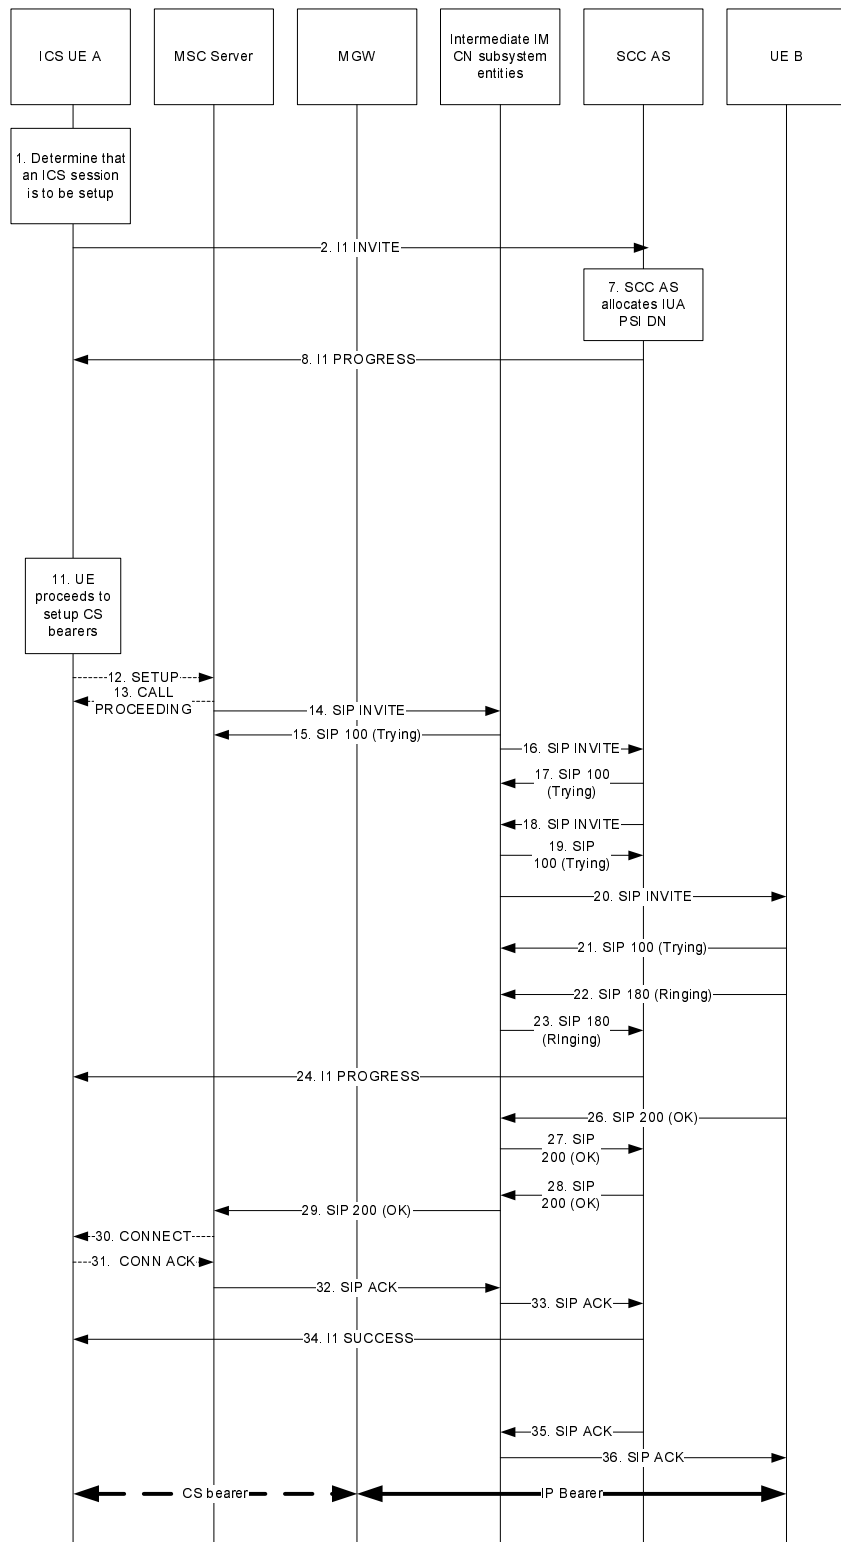 ICS UE A
MSC Server
MGW
Intermediate IM
CN subsystem
entities
SCC AS
UE B
1. Determine that
an ICS session
is to be setup
2. I1 INVITE
7. SCC AS
allocates IUA
PSI DN
8. I1 PROGRESS
11. UE
proceeds to
setup CS
bearers
12. SETUP
13. CALL
PROCEEDING
14. SIP INVITE
15. SIP 100 (Trying)
16. SIP INVITE
17. SIP 100
(Trying)
18. SIP INVITE
19. SIP
100 (Trying)
20. SIP INVITE
21. SIP 100 (Trying)
22. SIP 180 (Ringing)
23. SIP 180
(RInging)
24. I1 PROGRESS
26. SIP 200 (OK)
27. SIP
200 (OK)
28. SIP
200 (OK)
29. SIP 200 (OK)
30. CONNECT
31. CONN ACK
32. SIP ACK
33. SIP ACK
34. I1 SUCCESS
35. SIP ACK
36. SIP ACK
CS bearer
IP Bearer